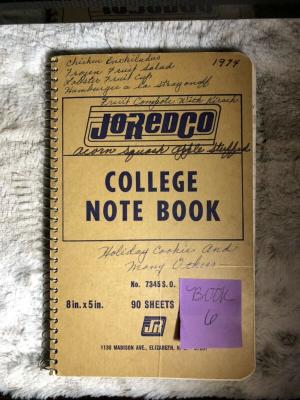 Chicken Enchiladas
1974
Frozen Fruit Salad
Lobster Fruit Cup
Hamburger a la Stroganoff
Fruit Compote With Kirsch
JOREDCO
Acorn Squash Apple Stuffed
COLLEGE
NOTE BOOK
Holiday Cookies And
Many Others
No. 7345 S.O.
8 in. x 5 in.
90 SHEETS
BOOK
6
JR
1130 MADISON AVE., ELIZABETH, N.